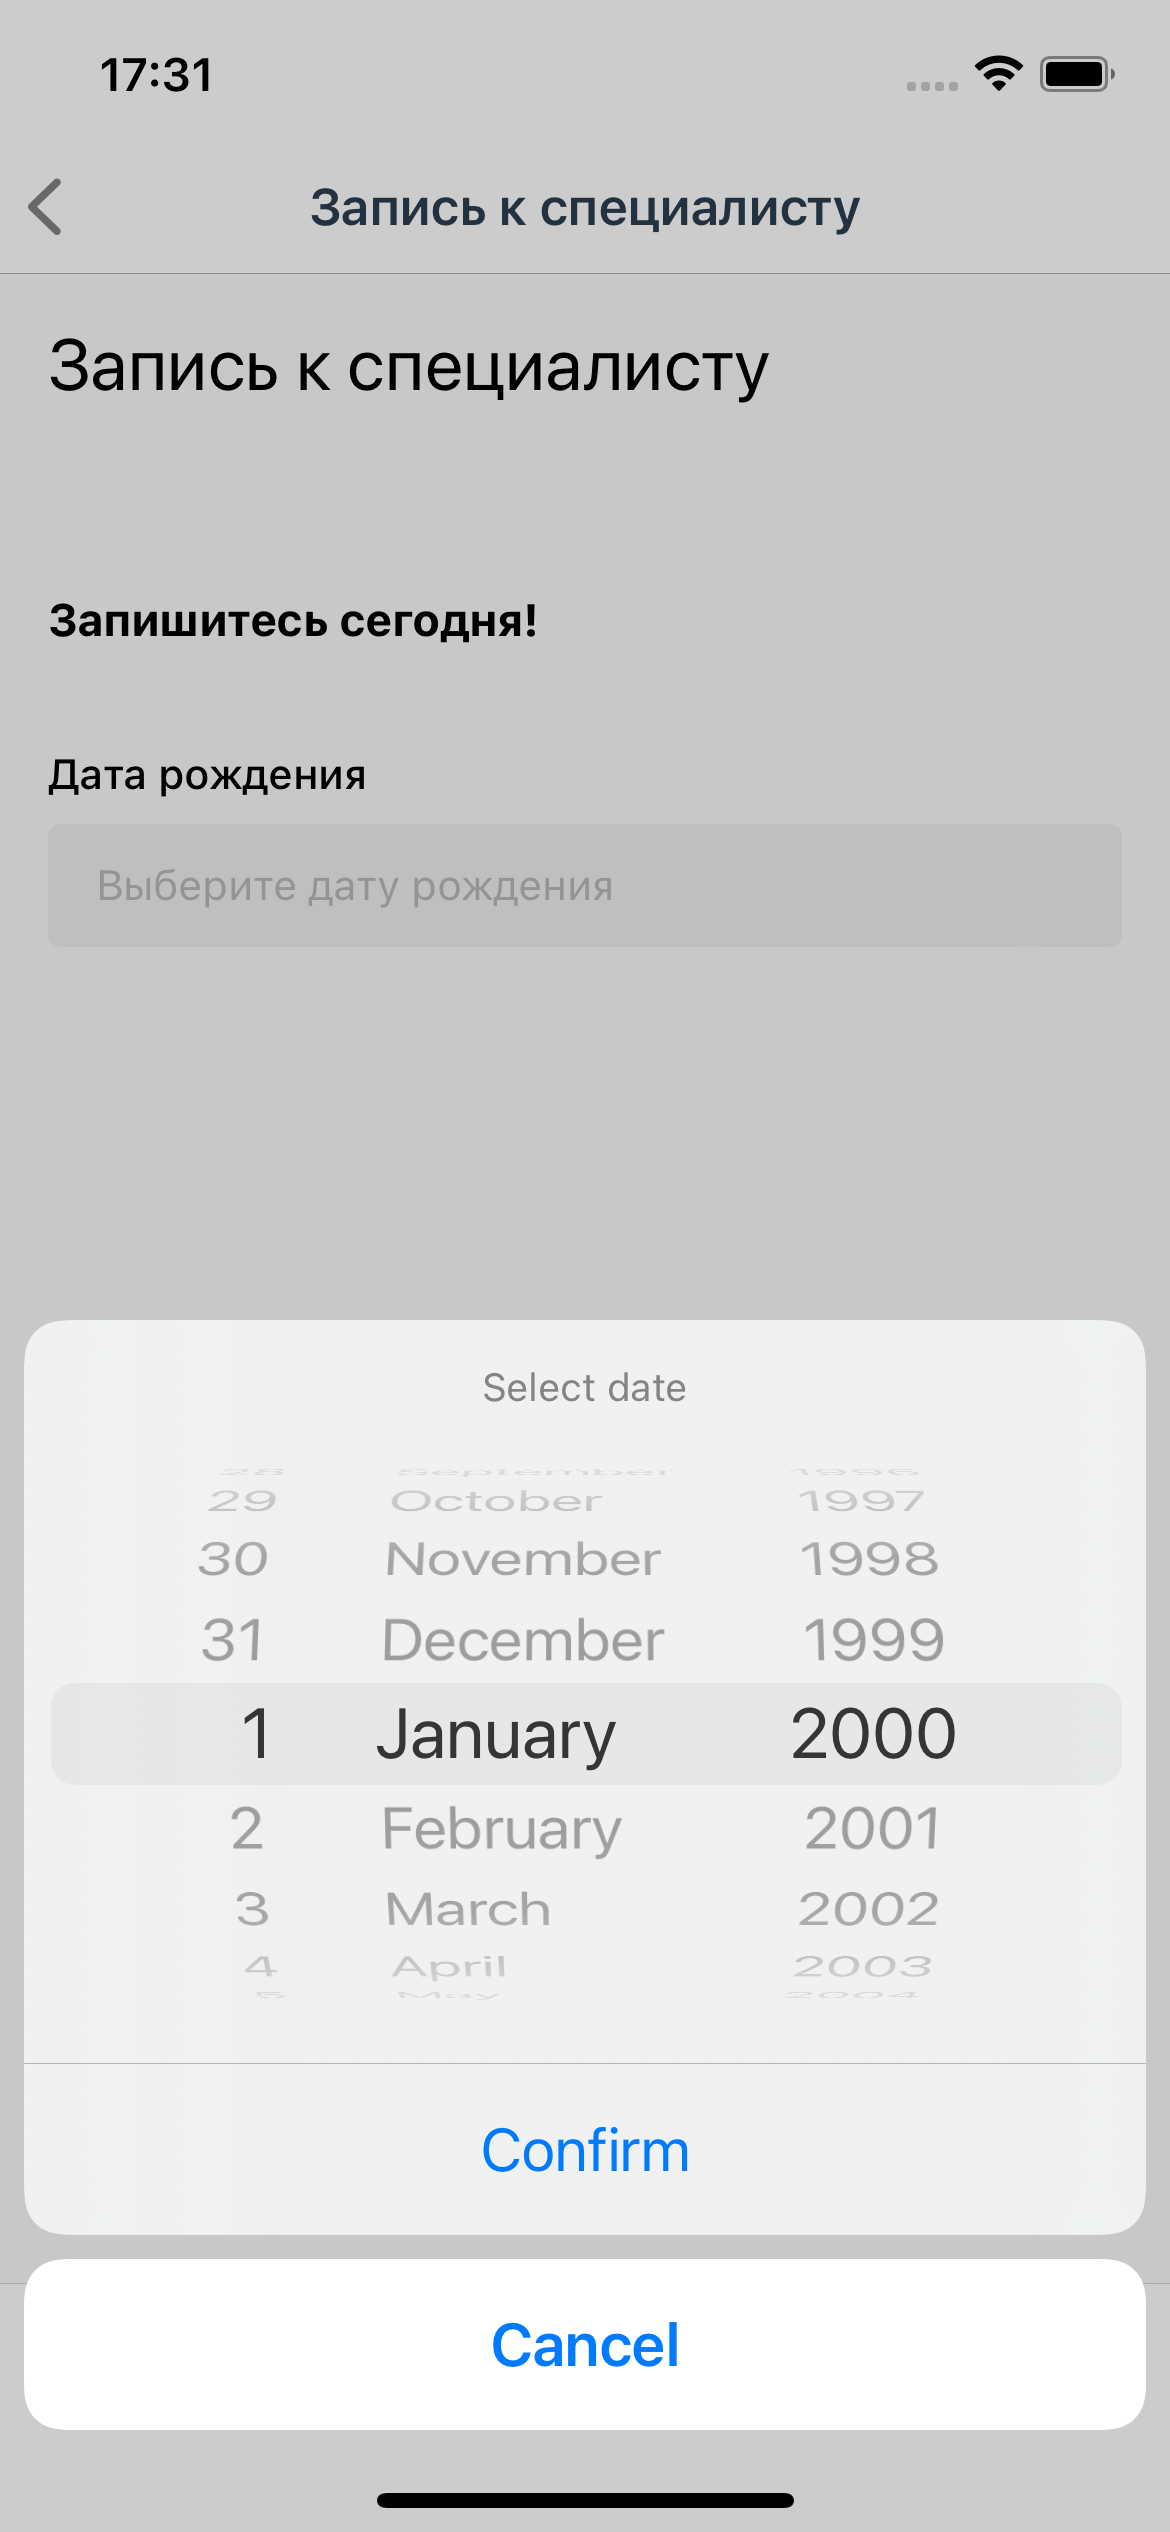 17:31
Запись к специалисту
Запись к специалисту
Запишитесь сегодня!
Дата рождения
Выберите дату рождения
Select date
28 September 1996
29 October 1997
30 November 1998
31 December 1999
1 January 2000
2 February 2001
3 March 2002
4 April 2003
5 May 2004
Confirm
Cancel